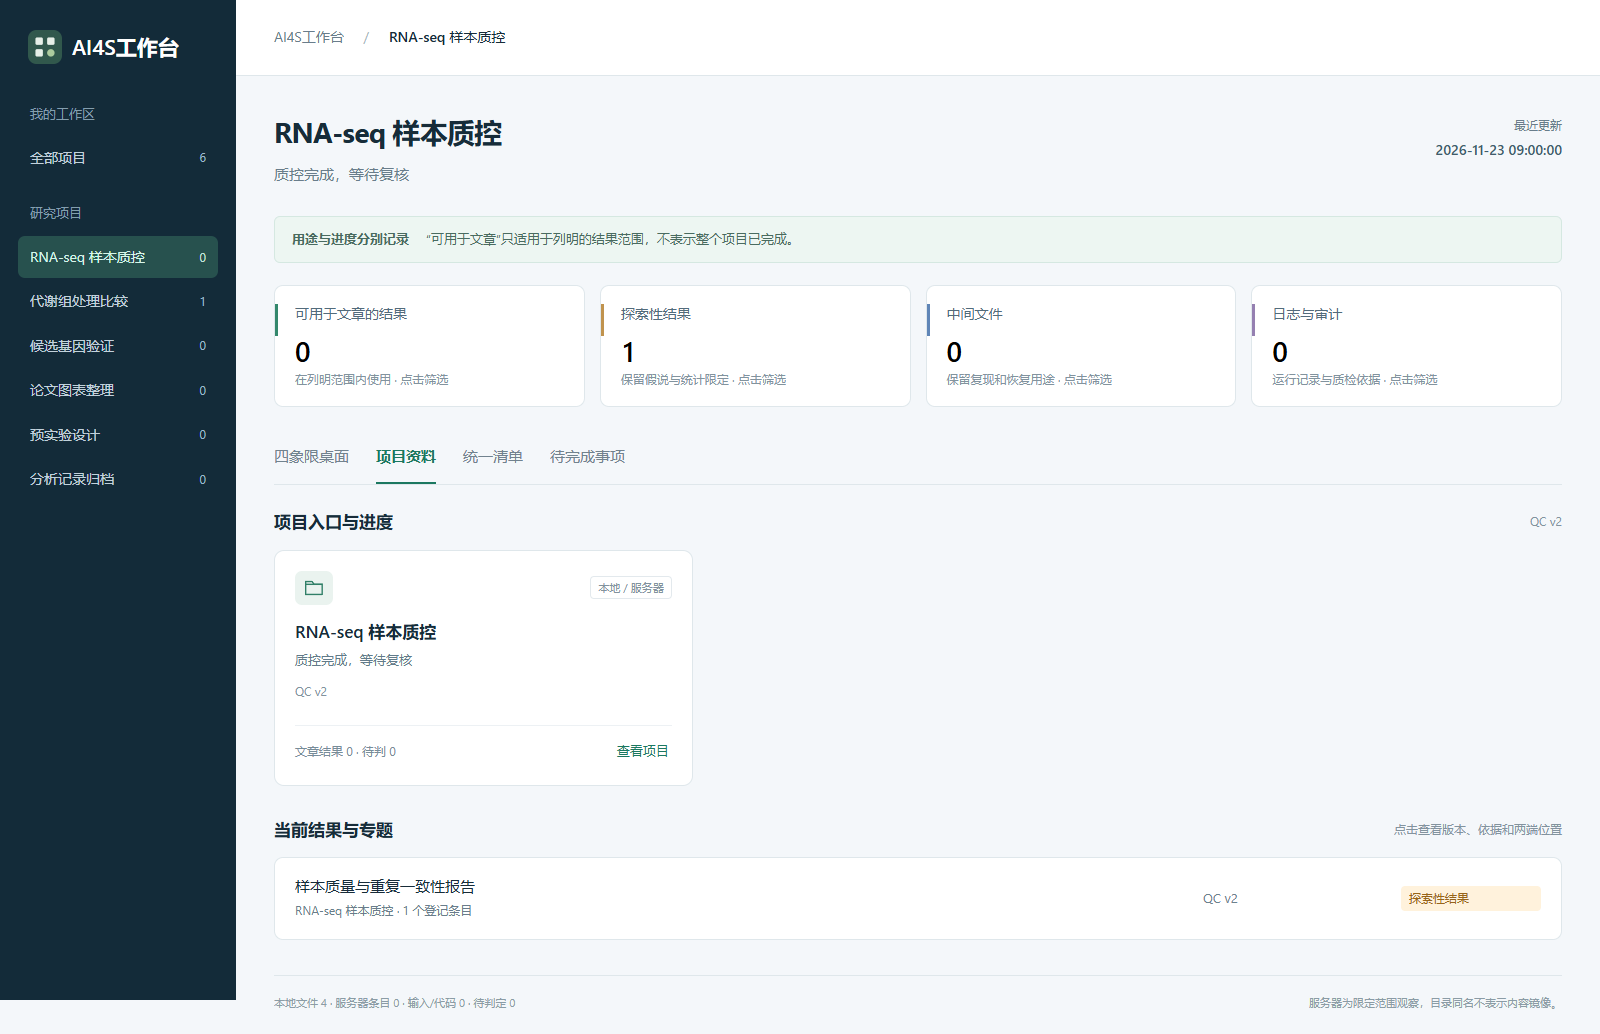 AI4S工作台
我的工作区
全部项目 6
研究项目
RNA-seq 样本质控 0
代谢组处理比较 1
候选基因验证 0
论文图表整理 0
预实验设计 0
分析记录归档 0
AI4S工作台 / RNA-seq 样本质控
RNA-seq 样本质控
质控完成，等待复核
最近更新
2026-11-23 09:00:00
用途与进度分别记录 “可用于文章”只适用于列明的结果范围，不表示整个项目已完成。
可用于文章的结果
0
在列明范围内使用 · 点击筛选
探索性结果
1
保留假说与统计限定 · 点击筛选
中间文件
0
保留复现和恢复用途 · 点击筛选
日志与审计
0
运行记录与质检依据 · 点击筛选
四象限桌面 项目资料 统一清单 待完成事项
项目入口与进度 QC v2
本地 / 服务器
RNA-seq 样本质控
质控完成，等待复核
QC v2
文章结果 0 · 待判 0 查看项目
当前结果与专题 点击查看版本、依据和两端位置
样本质量与重复一致性报告
RNA-seq 样本质控 · 1 个登记条目
QC v2
探索性结果
本地文件 4 · 服务器条目 0 · 输入/代码 0 · 待判定 0
服务器为限定范围观察，目录同名不表示内容镜像。